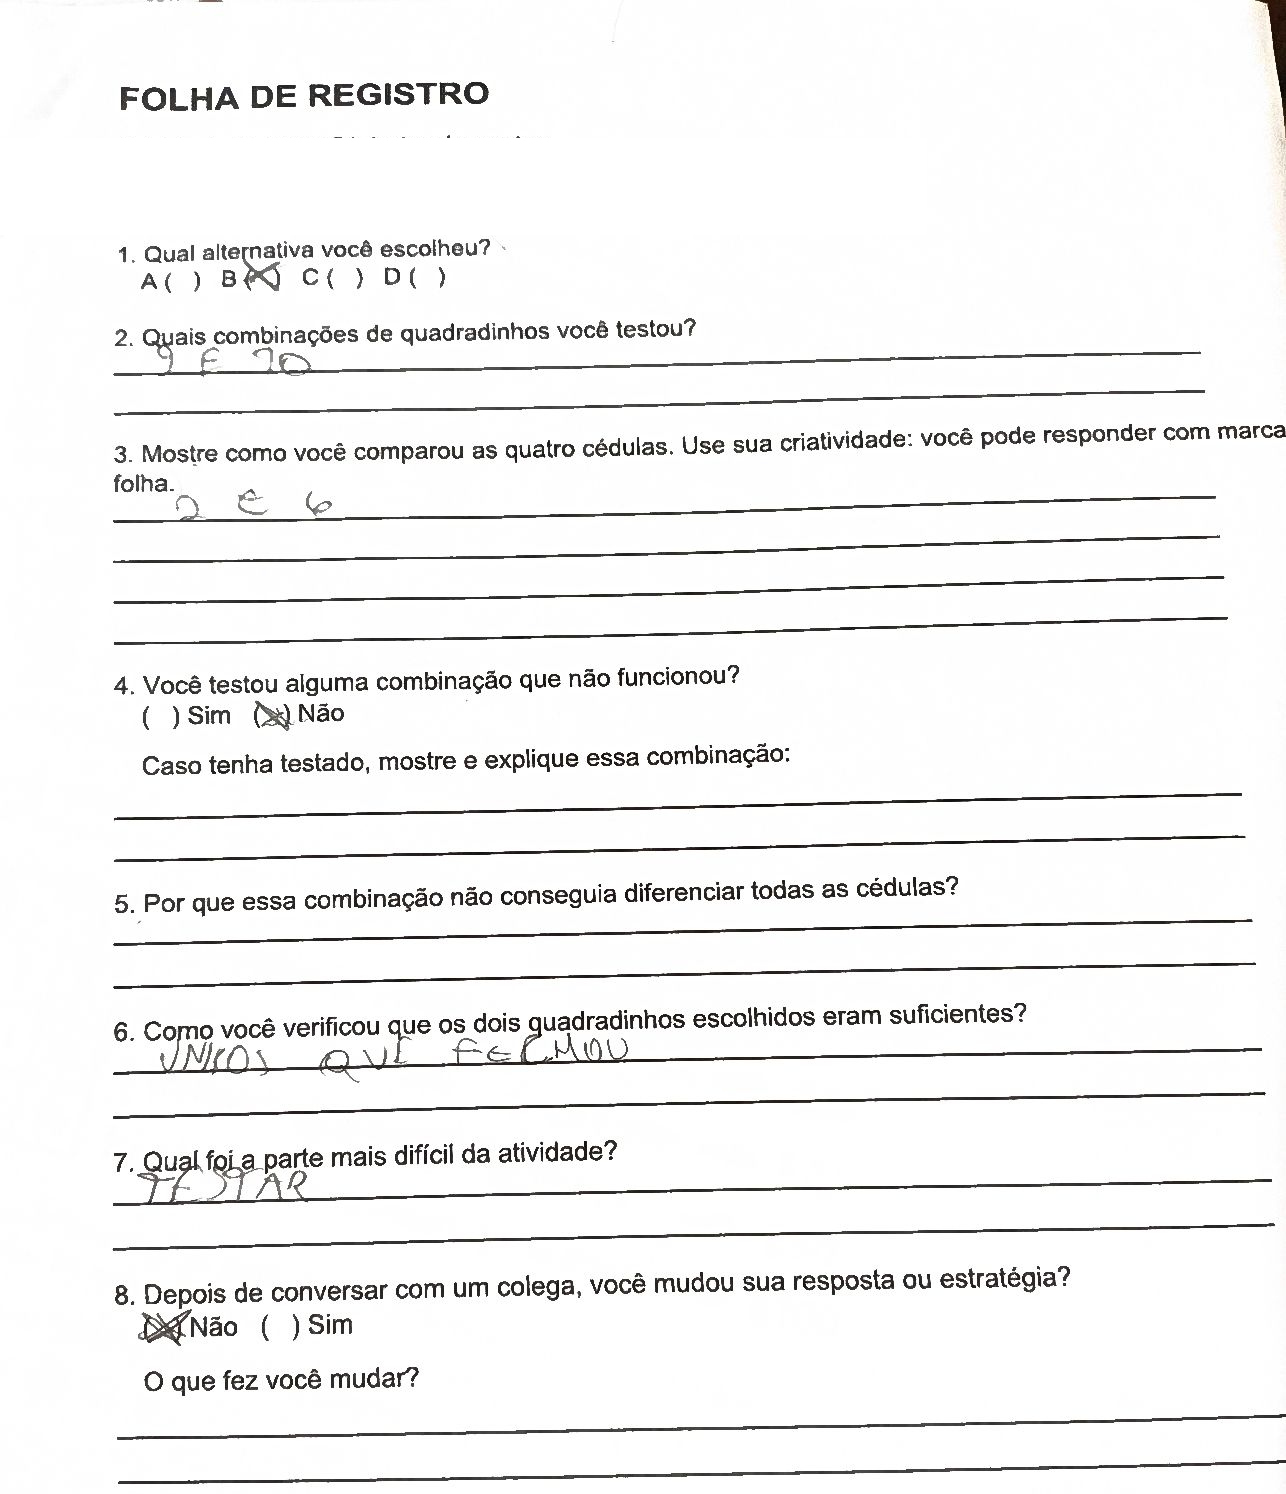 FOLHA DE REGISTRO
1. Qual alternativa você escolheu?
A ( ) B (X) C ( ) D ( )
2. Quais combinações de quadradinhos você testou?
9 E 10
3. Mostre como você comparou as quatro cédulas. Use sua criatividade: você pode responder com marca
folha.
2 E 6
4. Você testou alguma combinação que não funcionou?
( ) Sim (X) Não
Caso tenha testado, mostre e explique essa combinação:
5. Por que essa combinação não conseguia diferenciar todas as cédulas?
6. Como você verificou que os dois quadradinhos escolhidos eram suficientes?
UNICOS QUE FECHOU
7. Qual foi a parte mais difícil da atividade?
TESTAR
8. Depois de conversar com um colega, você mudou sua resposta ou estratégia?
(X) Não ( ) Sim
O que fez você mudar?